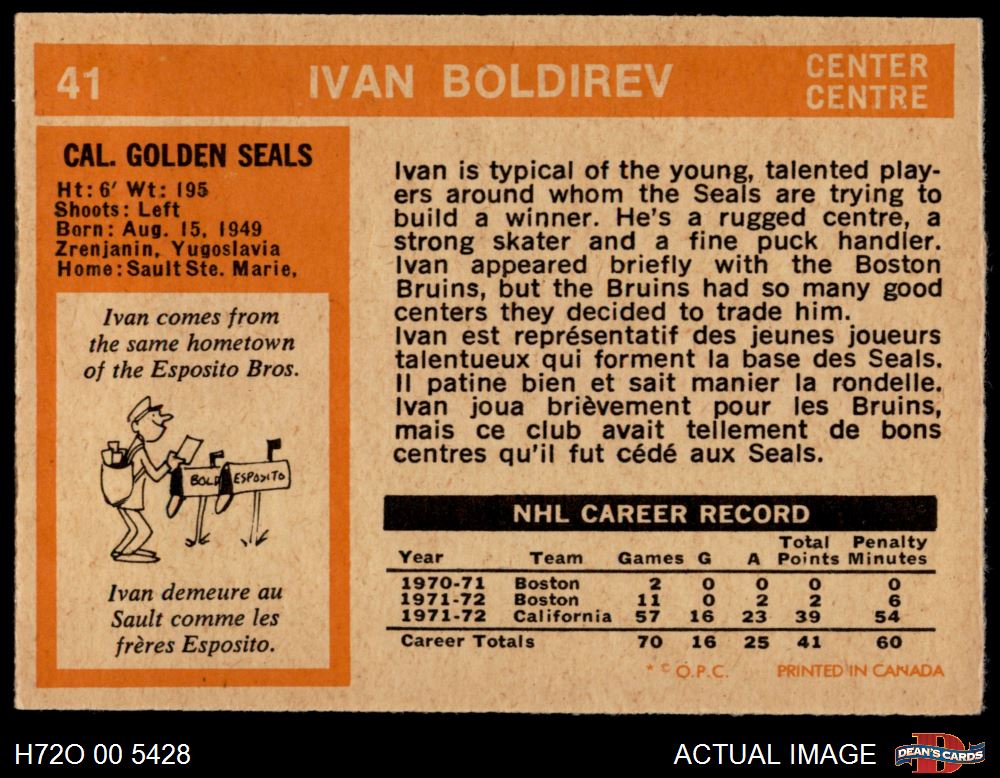 41 IVAN BOLDIREV CENTER
CENTRE
CAL. GOLDEN SEALS
Ht: 6' Wt: 195
Shoots: Left
Born: Aug. 15, 1949
Zrenjanin, Yugoslavia
Home: Sault Ste. Marie,
Ivan comes from
the same hometown
of the Esposito Bros.
BOLD ESPOSITO
Ivan demeure au
Sault comme les
frères Esposito.
Ivan is typical of the young, talented play-
ers around whom the Seals are trying to
build a winner. He's a rugged centre, a
strong skater and a fine puck handler.
Ivan appeared briefly with the Boston
Bruins, but the Bruins had so many good
centers they decided to trade him.
Ivan est représentatif des jeunes joueurs
talentueux qui forment la base des Seals.
Il patine bien et sait manier la rondelle.
Ivan joua brièvement pour les Bruins,
mais ce club avait tellement de bons
centres qu'il fut cédé aux Seals.
NHL CAREER RECORD
Total Penalty
Year Team Games G A Points Minutes
1970-71 Boston 2 0 0 0 0
1971-72 Boston 11 0 2 2 6
1971-72 California 57 16 23 39 54
Career Totals 70 16 25 41 60
* © O.P.C. PRINTED IN CANADA
H72O 00 5428 ACTUAL IMAGE DEAN'S CARDS